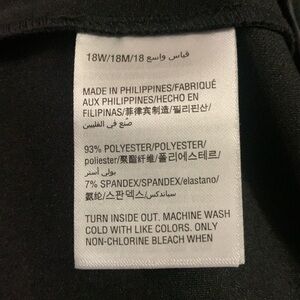 18W/18M/18 قياس واسع
MADE IN PHILIPPINES/FABRIQUÉ
AUX PHILIPPINES/HECHO EN
FILIPINAS/菲律宾制造/필리핀산/
صُنع في الفلبين
93% POLYESTER/POLYESTER/
poliester/聚酯纤维/폴리에스테르/
بولي أستر
7% SPANDEX/SPANDEX/elastano/
氨纶/스판덱스/سباندكس
TURN INSIDE OUT. MACHINE WASH
COLD WITH LIKE COLORS. ONLY
NON-CHLORINE BLEACH WHEN